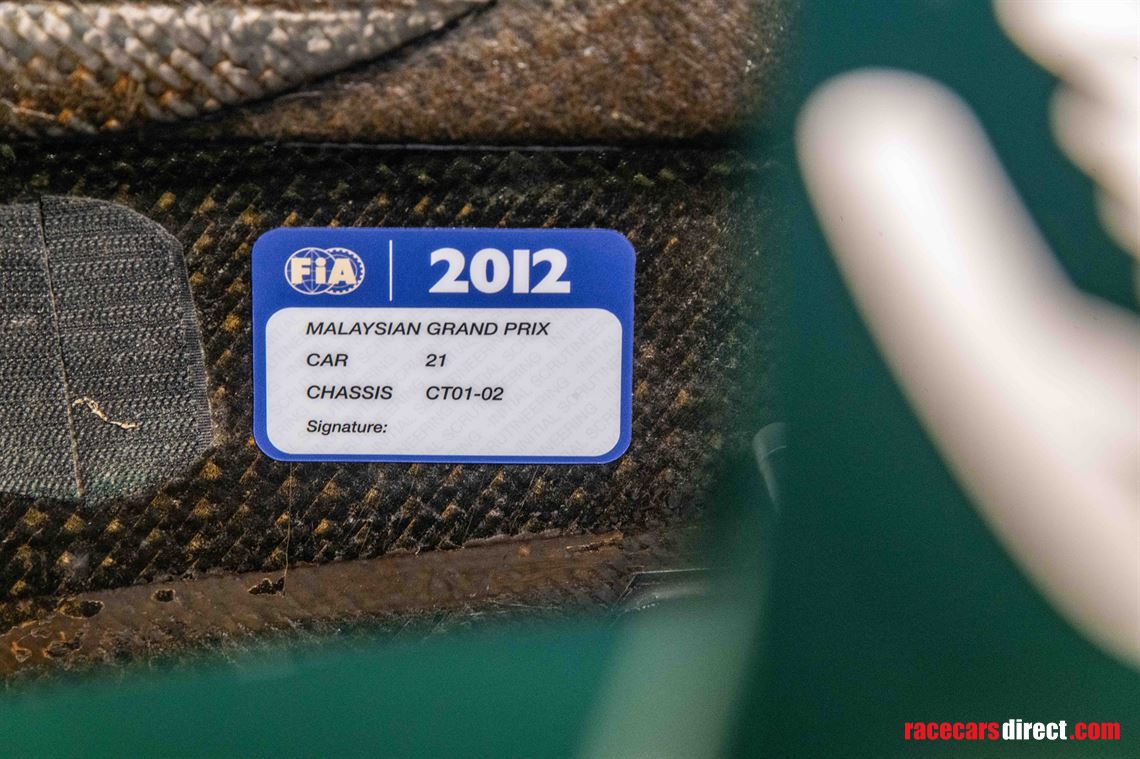 FiA 2012
MALAYSIAN GRAND PRIX
CAR 21
CHASSIS CT01-02
Signature:
racecarsdirect.com